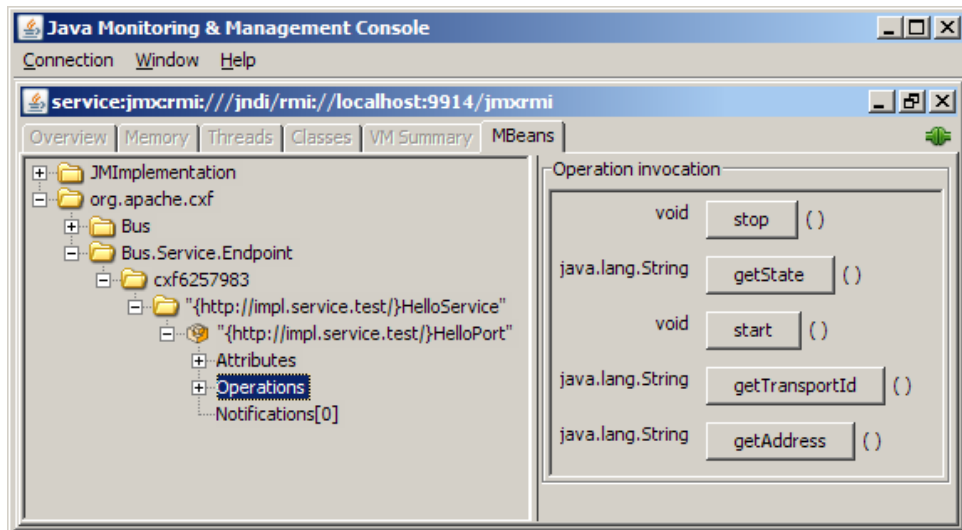 Java Monitoring & Management Console
Connection Window Help
service:jmx:rmi:///jndi/rmi://localhost:9914/jmxrmi
Overview Memory Threads Classes VM Summary MBeans
JMImplementation
org.apache.cxf
Bus
Bus.Service.Endpoint
cxf6257983
"{http://impl.service.test/}HelloService"
"{http://impl.service.test/}HelloPort"
Attributes
Operations
Notifications[0]
Operation invocation
void stop ( )
java.lang.String getState ( )
void start ( )
java.lang.String getTransportId ( )
java.lang.String getAddress ( )